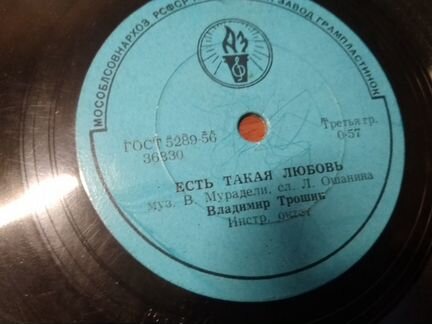 МОСОБЛСОВНАРХОЗ РСФСР
ЗАВОД ГРАМПЛАСТИНОК
АЗ
ГОСТ 5289-56
36830
Третья гр.
0-57
ЕСТЬ ТАКАЯ ЛЮБОВЬ
муз. В. Мурадели, сл. Л. Ошанина
Владимир Трошин
Инстр. октет